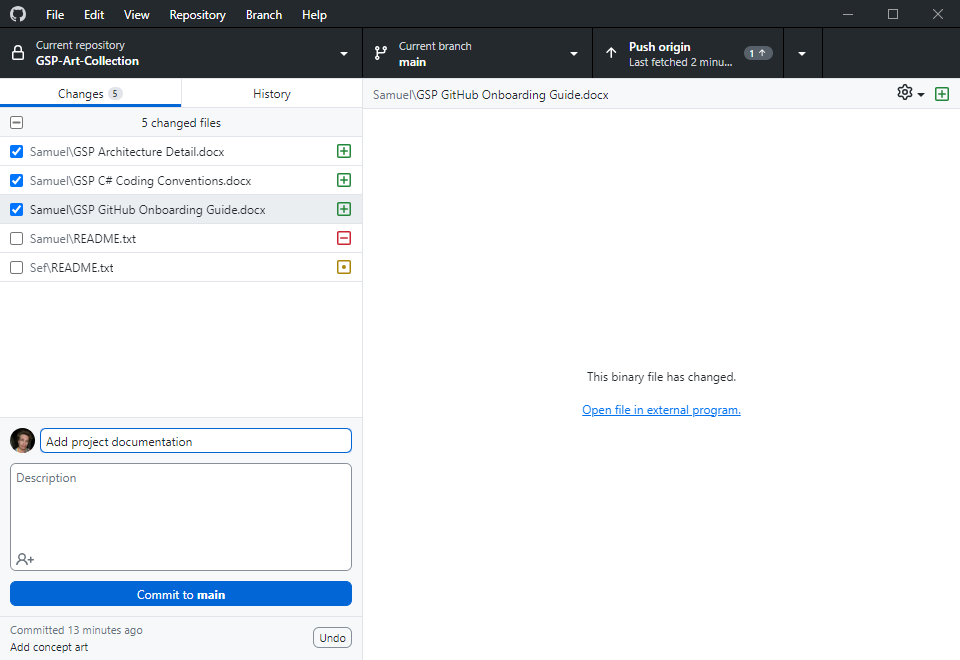 File Edit View Repository Branch Help
Current repository
GSP-Art-Collection
Current branch
main
Push origin
Last fetched 2 minu...
1
Changes 5
History
Samuel\GSP GitHub Onboarding Guide.docx
5 changed files
Samuel\GSP Architecture Detail.docx
Samuel\GSP C# Coding Conventions.docx
Samuel\GSP GitHub Onboarding Guide.docx
Samuel\README.txt
Sef\README.txt
This binary file has changed.
Open file in external program.
Add project documentation
Description
Commit to main
Committed 13 minutes ago
Add concept art
Undo